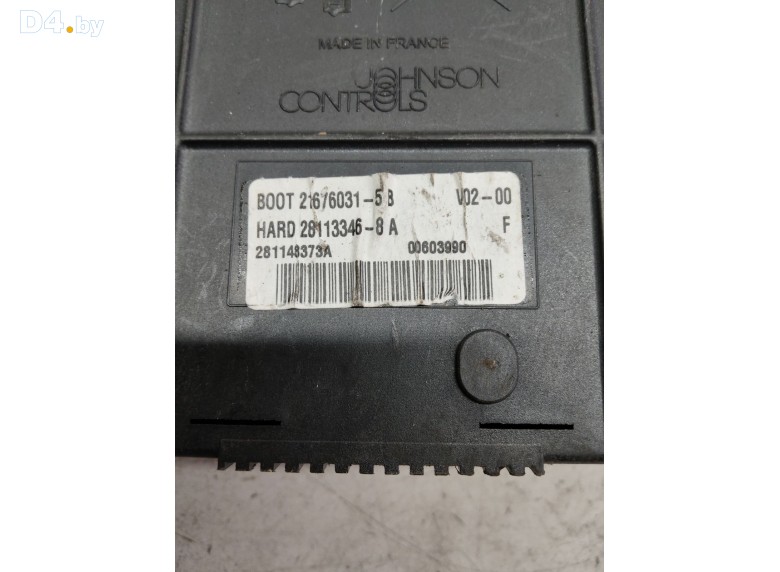 D4.by
MADE IN FRANCE
JOHNSON
CONTROLS
BOOT 21676031-5 B V02-00
HARD 28113346-8 A F
281148373A 00603990